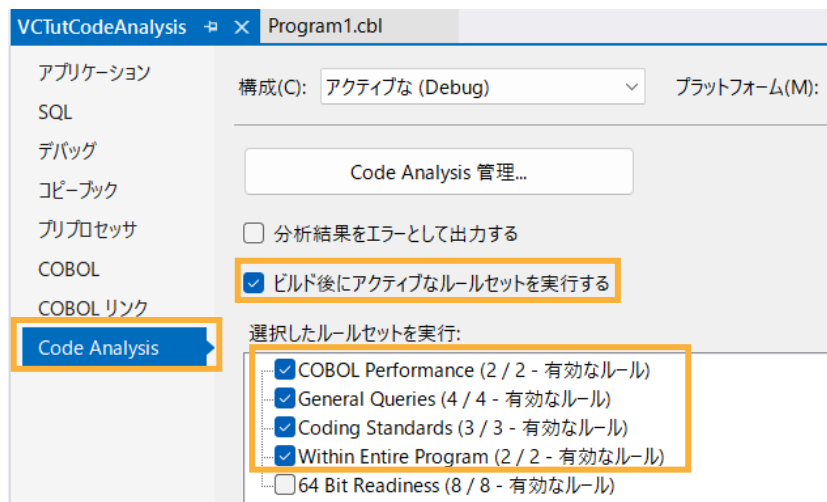 VCTutCodeAnalysis Program1.cbl
アプリケーション
構成(C): アクティブな (Debug) プラットフォーム(M):
SQL
デバッグ
Code Analysis 管理...
コピーブック
プリプロセッサ
分析結果をエラーとして出力する
COBOL
ビルド後にアクティブなルールセットを実行する
COBOL リンク
選択したルールセットを実行:
Code Analysis
COBOL Performance (2 / 2 - 有効なルール)
General Queries (4 / 4 - 有効なルール)
Coding Standards (3 / 3 - 有効なルール)
Within Entire Program (2 / 2 - 有効なルール)
64 Bit Readiness (8 / 8 - 有効なルール)